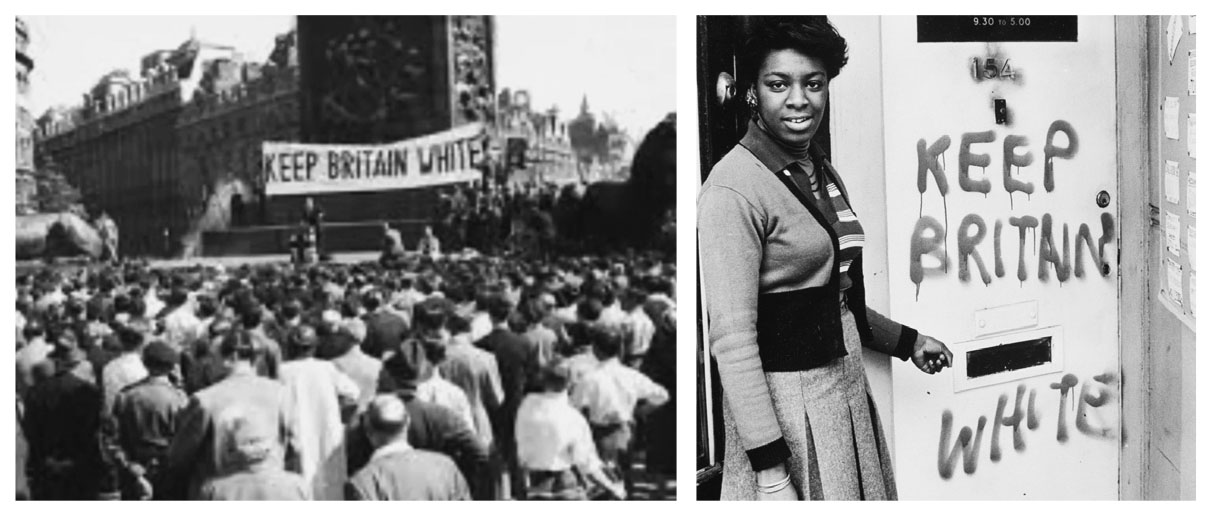 KEEP BRITAIN WHITE
9.30 to 5.00
154
KEEP
BRITAIN
WHITE